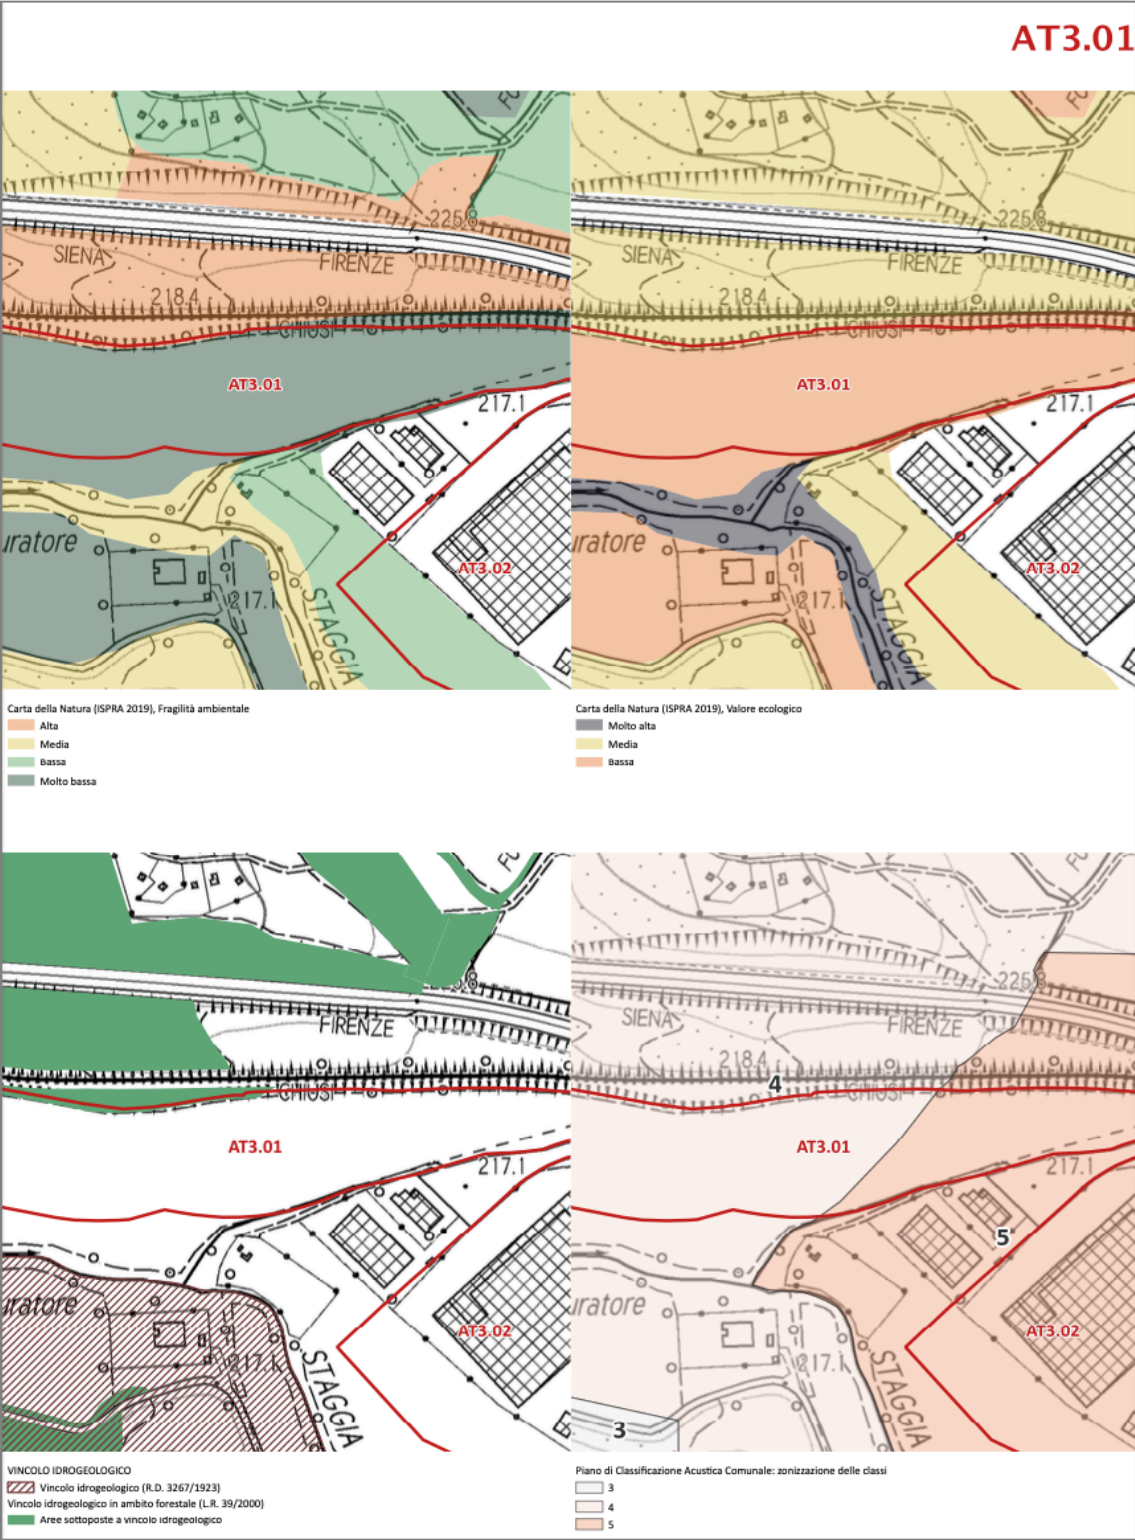 AT3.01
FO
225.8
SIENA
FIRENZE
218.4
CHIUSI
AT3.01
217.1
uratore
AT3.02
217.1
STAGGIA
FO
225.8
SIENA
FIRENZE
218.4
CHIUSI
AT3.01
217.1
uratore
AT3.02
217.1
STAGGIA
Carta della Natura (ISPRA 2019), Fragilità ambientale
Alta
Media
Bassa
Molto bassa
Carta della Natura (ISPRA 2019), Valore ecologico
Molto alta
Media
Bassa
FO
FIRENZE
CHIUSI
AT3.01
217.1
uratore
AT3.02
217.1
STAGGIA
FO
225.8
SIENA
FIRENZE
218.4
4
CHIUSI
AT3.01
217.1
5
uratore
AT3.02
217.1
STAGGIA
3
VINCOLO IDROGEOLOGICO
Vincolo idrogeologico (R.D. 3267/1923)
Vincolo idrogeologico in ambito forestale (L.R. 39/2000)
Aree sottoposte a vincolo idrogeologico
Piano di Classificazione Acustica Comunale: zonizzazione delle classi
3
4
5